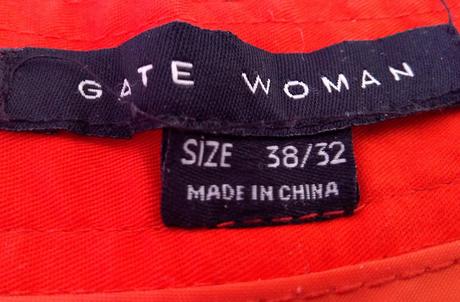 GATE WOMAN
SIZE 38/32
MADE IN CHINA